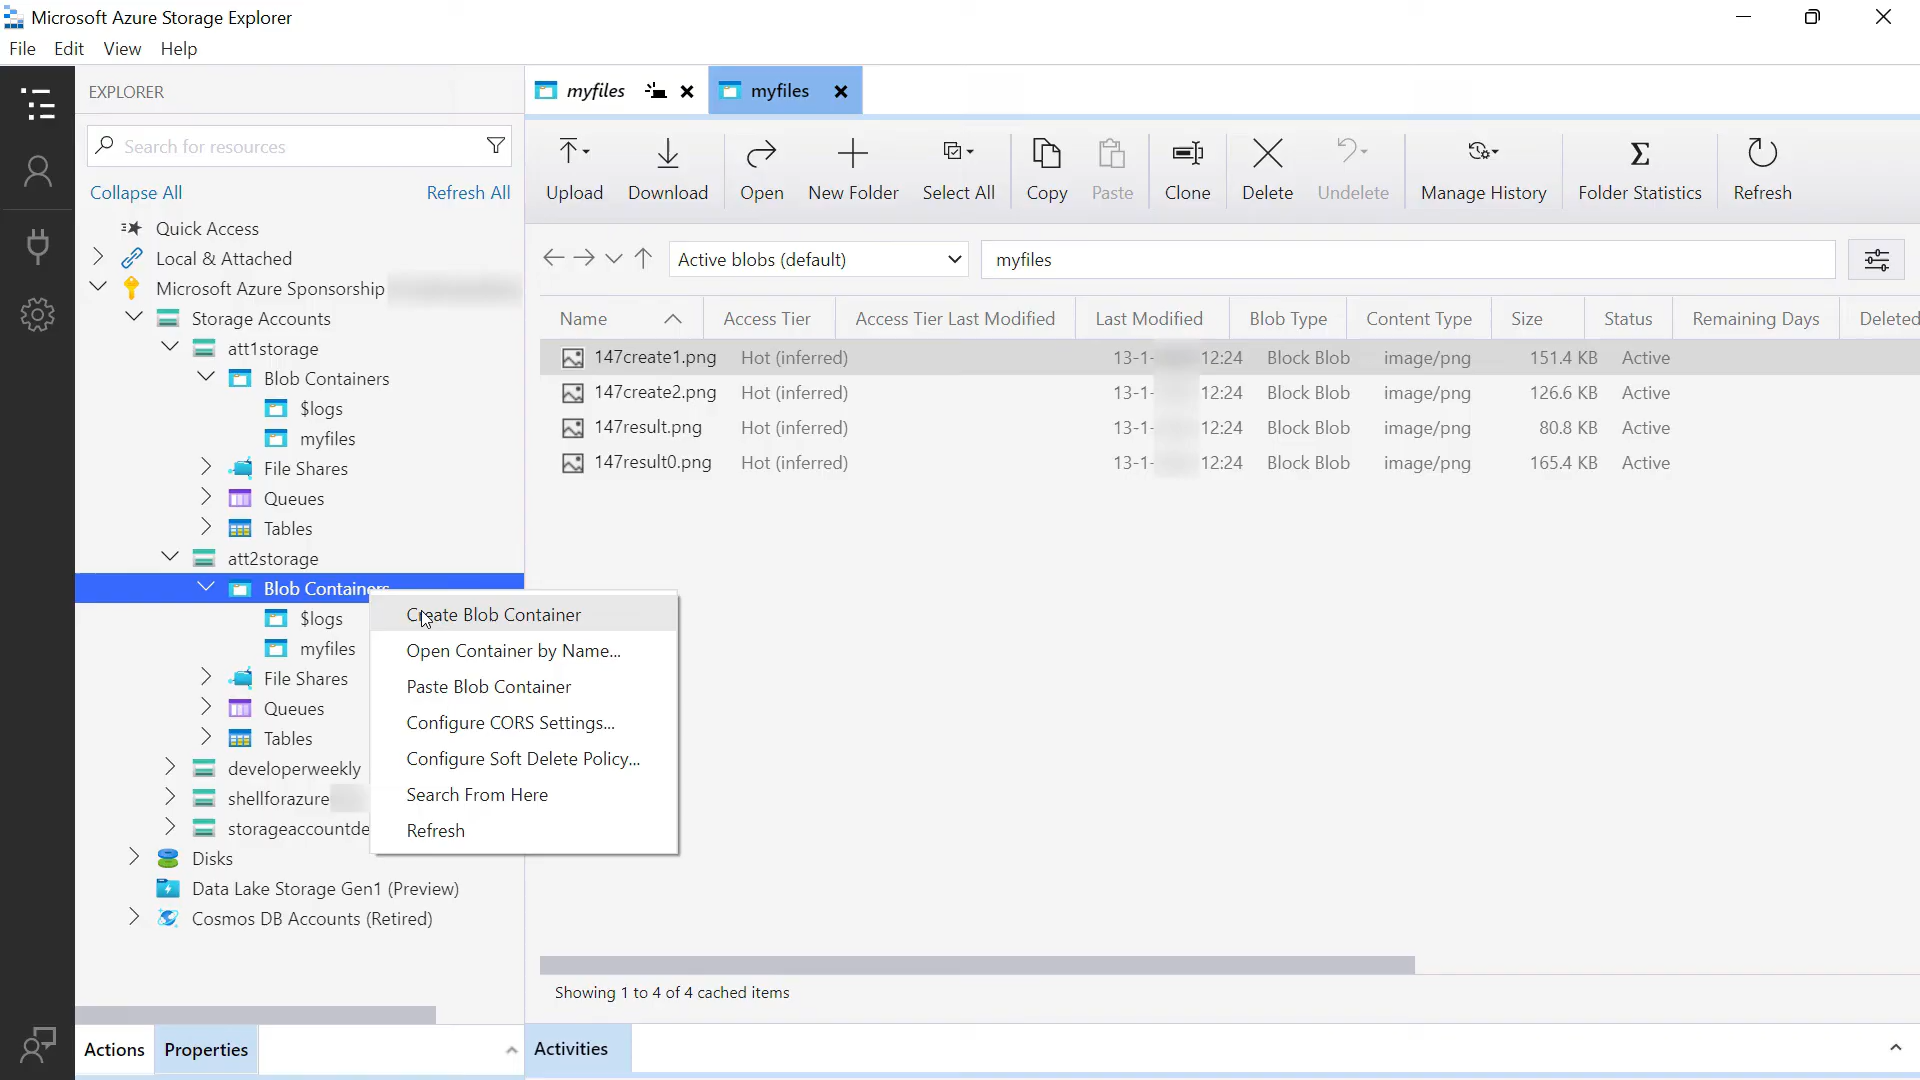 Microsoft Azure Storage Explorer
File Edit View Help
EXPLORER
Search for resources
Collapse All Refresh All
Quick Access
Local & Attached
Microsoft Azure Sponsorship
Storage Accounts
att1storage
Blob Containers
$logs
myfiles
File Shares
Queues
Tables
att2storage
Blob Containers
$logs
myfiles
File Shares
Queues
Tables
developerweekly
shellforazure
storageaccountde
Disks
Data Lake Storage Gen1 (Preview)
Cosmos DB Accounts (Retired)
Actions Properties
Create Blob Container
Open Container by Name...
Paste Blob Container
Configure CORS Settings...
Configure Soft Delete Policy...
Search From Here
Refresh
myfiles myfiles
Upload Download Open New Folder Select All Copy Paste Clone Delete Undelete Manage History Folder Statistics Refresh
Active blobs (default) myfiles
Name Access Tier Access Tier Last Modified Last Modified Blob Type Content Type Size Status Remaining Days Deleted
147create1.png Hot (inferred) 13-1- 12:24 Block Blob image/png 151.4 KB Active
147create2.png Hot (inferred) 13-1- 12:24 Block Blob image/png 126.6 KB Active
147result.png Hot (inferred) 13-1- 12:24 Block Blob image/png 80.8 KB Active
147result0.png Hot (inferred) 13-1- 12:24 Block Blob image/png 165.4 KB Active
Showing 1 to 4 of 4 cached items
Activities